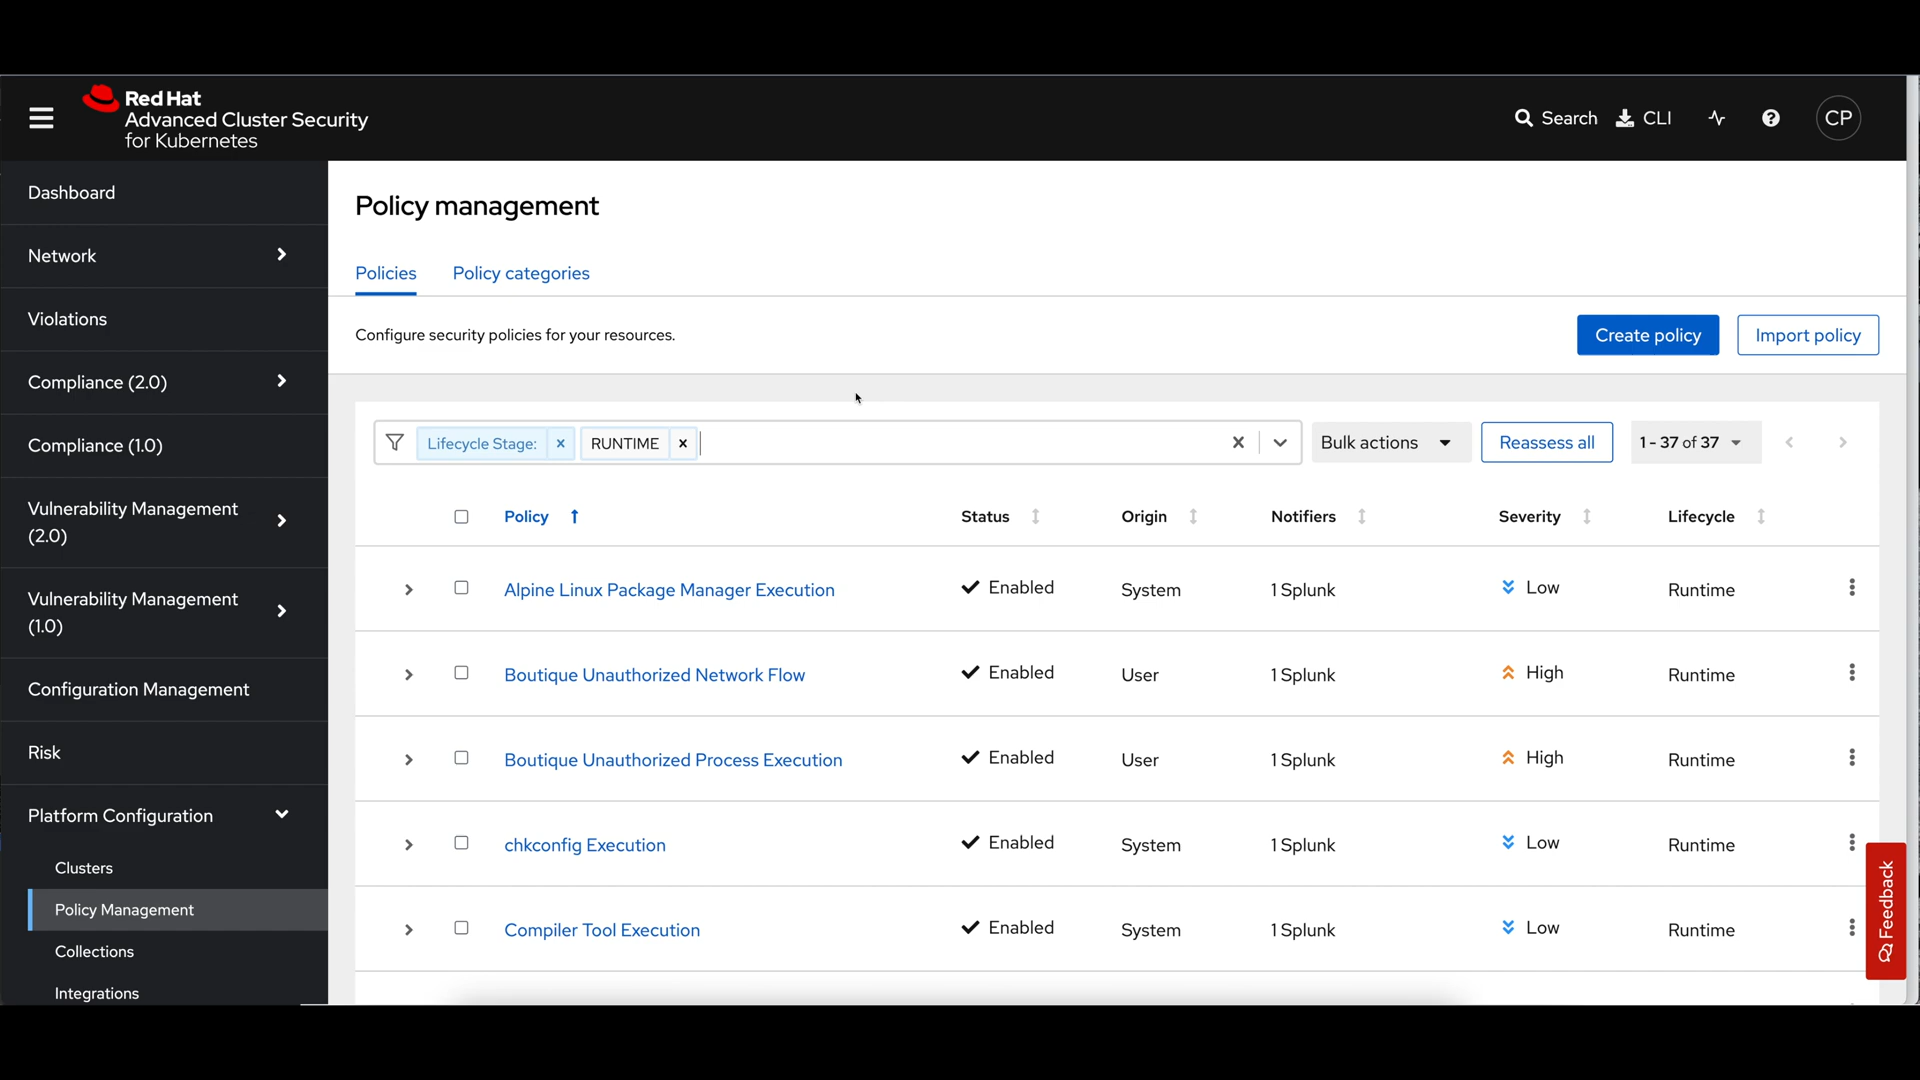 Red Hat
Advanced Cluster Security
for Kubernetes
Search
CLI
CP
Dashboard
Network
Violations
Compliance (2.0)
Compliance (1.0)
Vulnerability Management
(2.0)
Vulnerability Management
(1.0)
Configuration Management
Risk
Platform Configuration
Clusters
Policy Management
Collections
Integrations
Policy management
Policies Policy categories
Configure security policies for your resources.
Create policy
Import policy
Lifecycle Stage: RUNTIME
Bulk actions
Reassess all
1 - 37 of 37
Policy Status Origin Notifiers Severity Lifecycle
Alpine Linux Package Manager Execution Enabled System 1 Splunk Low Runtime
Boutique Unauthorized Network Flow Enabled User 1 Splunk High Runtime
Boutique Unauthorized Process Execution Enabled User 1 Splunk High Runtime
chkconfig Execution Enabled System 1 Splunk Low Runtime
Compiler Tool Execution Enabled System 1 Splunk Low Runtime
Feedback